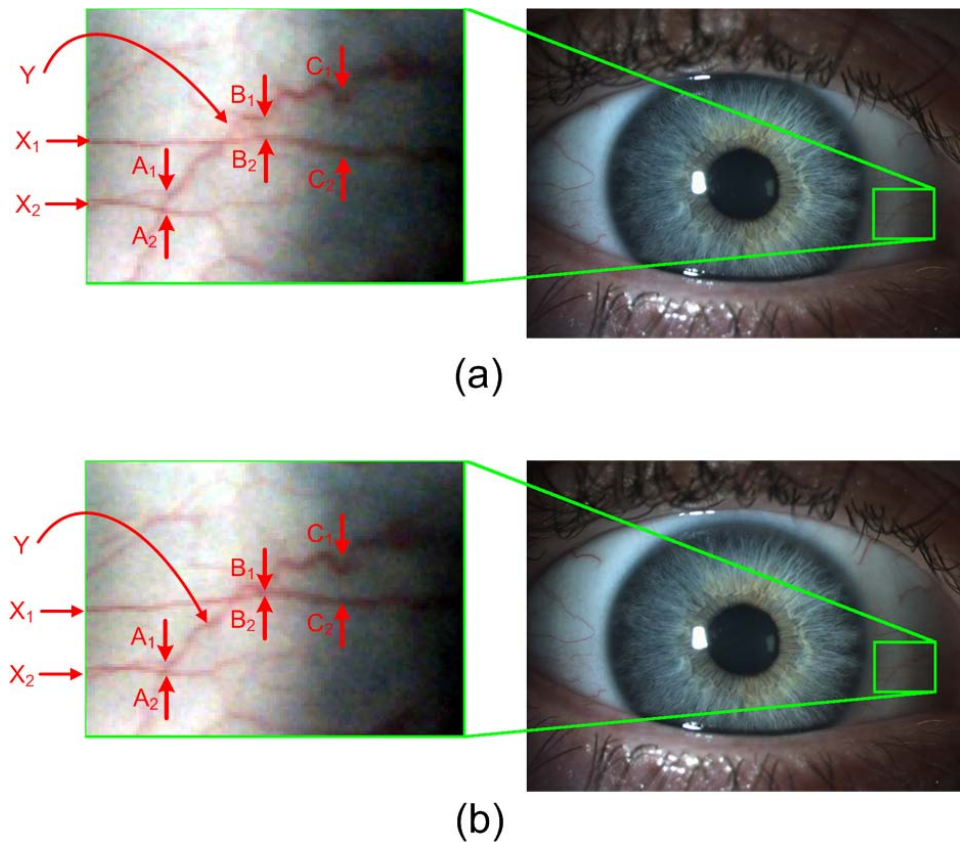 Y
C₁
B₁
X₁
A₁
B₂
C₂
X₂
A₂
(a)
Y
C₁
B₁
X₁
A₁
B₂
C₂
X₂
A₂
(b)